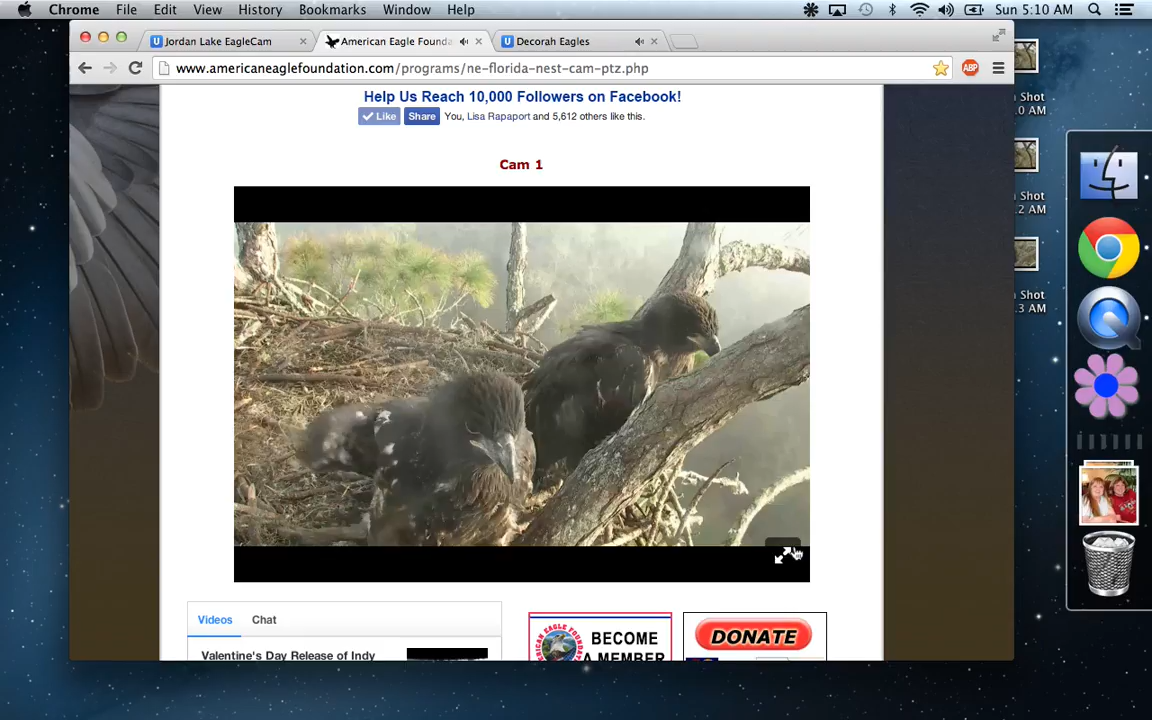 Chrome File Edit View History Bookmarks Window Help Sun 5:10 AM
Jordan Lake EagleCam American Eagle Founda Decorah Eagles
www.americaneaglefoundation.com/programs/ne-florida-nest-cam-ptz.php ABP
Help Us Reach 10,000 Followers on Facebook!
Like Share You, Lisa Rapaport and 5,612 others like this.
Cam 1
Shot
0 AM
Shot
2 AM
Shot
3 AM
Videos Chat
Valentine's Day Release of Indy
BECOME
A MEMBER
DONATE